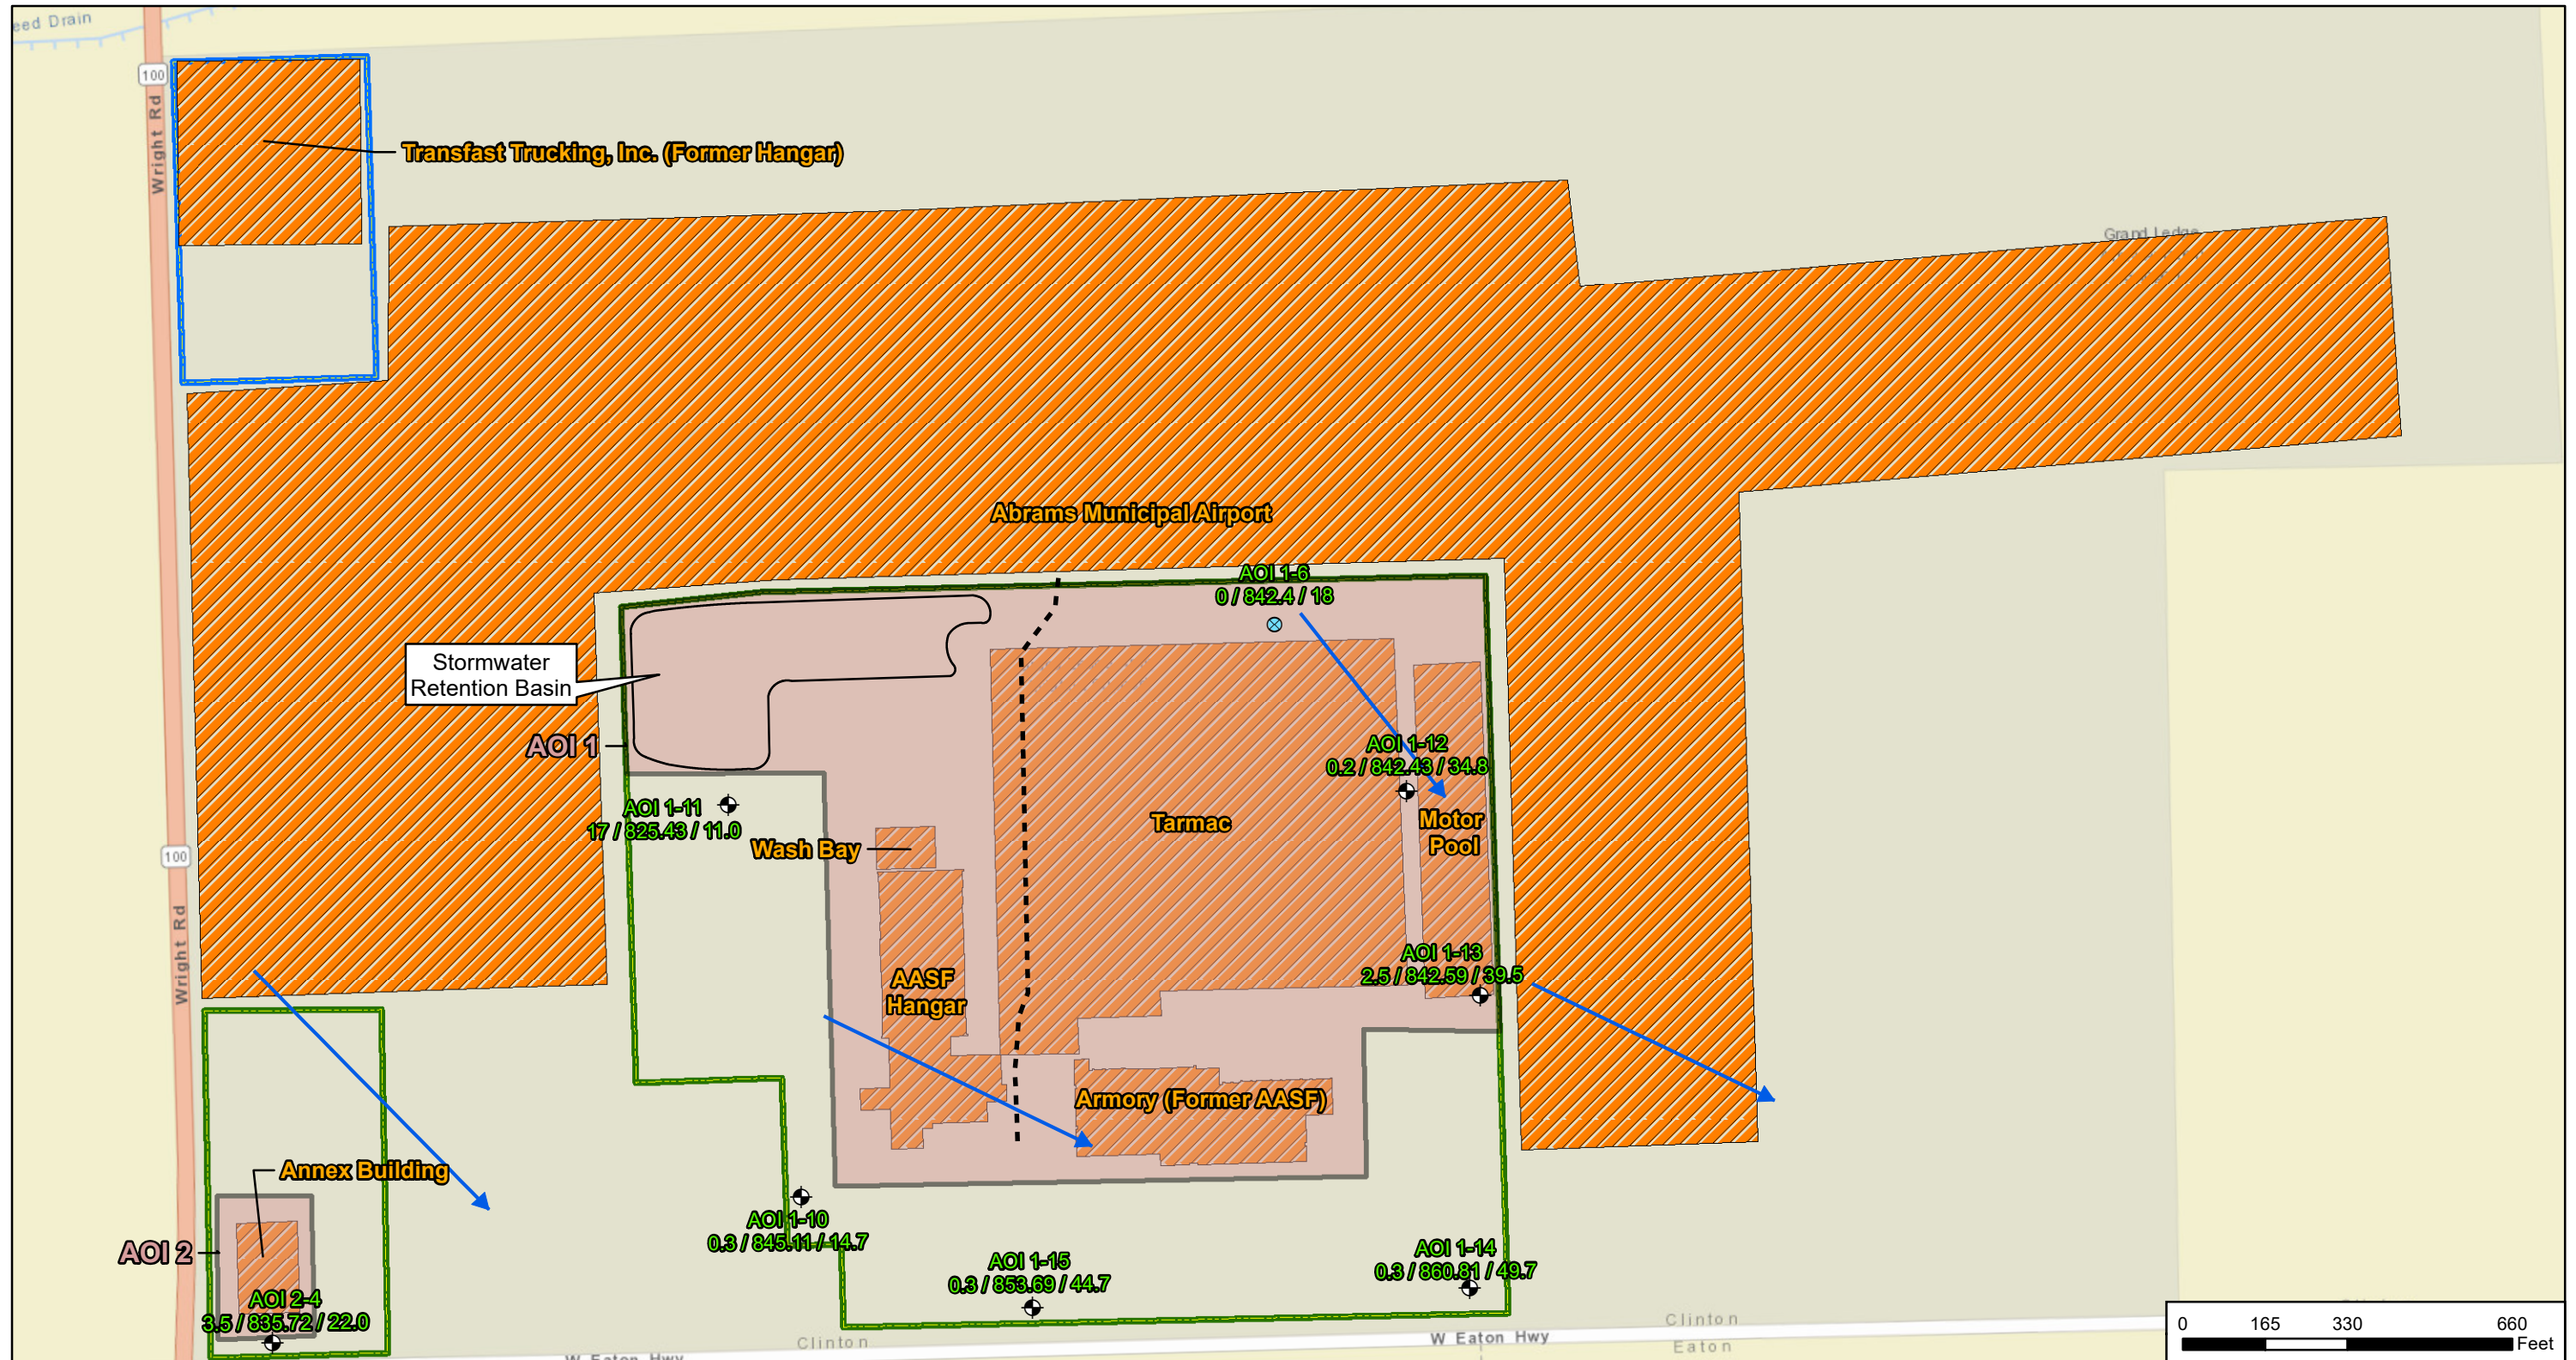 eed Drain
100
Wright Rd
Transfast Trucking, Inc. (Former Hangar)
Grand Ledge
Abrams Municipal Airport
AOI 1-6
0 / 842.4 / 18
Stormwater
Retention Basin
AOI 1
AOI 1-12
0.2 / 842.43 / 34.8
AOI 1-11
17 / 825.43 / 11.0
Tarmac
Motor
Pool
Wash Bay
100
Wright Rd
AOI 1-13
2.5 / 842.59 / 39.5
AASF
Hangar
Armory (Former AASF)
Annex Building
AOI 1-10
0.3 / 845.11 / 14.7
AOI 2
AOI 1-15
0.3 / 853.69 / 44.7
AOI 1-14
0.3 / 860.81 / 49.7
AOI 2-4
3.5 / 835.72 / 22.0
Clinton
W Eaton Hwy
Clinton
Eaton
W Eaton Hwy
0 165 330 660
Feet